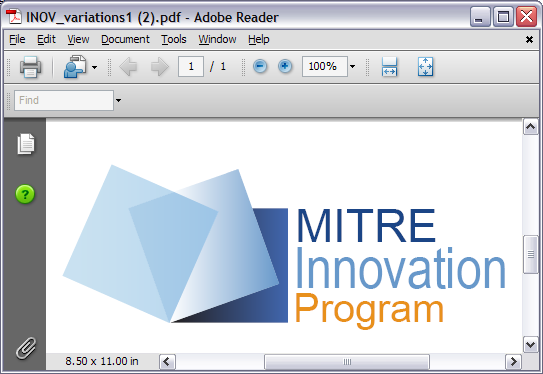 INOV_variations1 (2).pdf - Adobe Reader
File Edit View Document Tools Window Help
1 / 1 100%
Find
?
MITRE
Innovation
Program
8.50 x 11.00 in